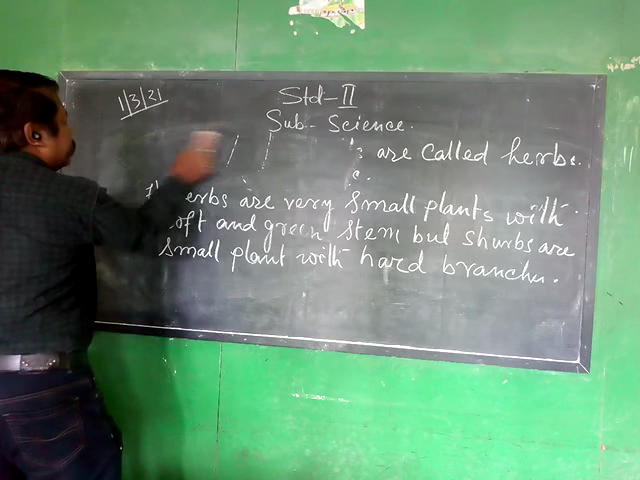 1/3/21
Std-II
Sub-Science.
are called herbs.
erbs are very small plants with
oft and green stem but shurbs are
small plant with hard branches.